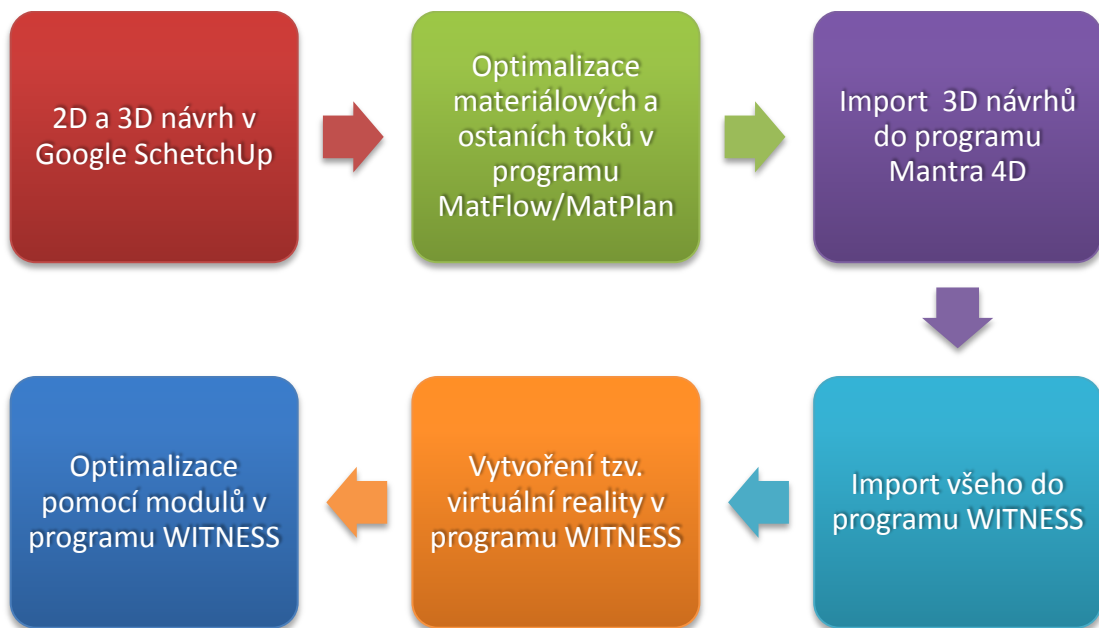 2D a 3D návrh v
Google SchetchUp
Optimalizace
materiálových a
ostaních toků v
programu
MatFlow/MatPlan
Import 3D návrhů
do programu
Mantra 4D
Import všeho do
programu WITNESS
Vytvoření tzv.
virtuální reality v
programu WITNESS
Optimalizace
pomocí modulů v
programu WITNESS